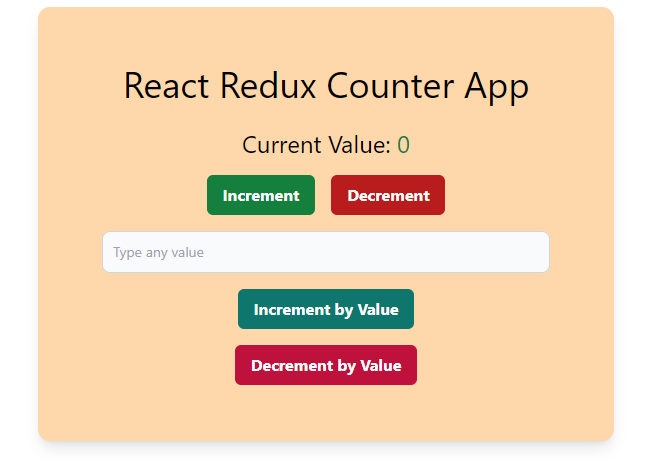 React Redux Counter App
Current Value: 0
Increment Decrement
Type any value
Increment by Value
Decrement by Value